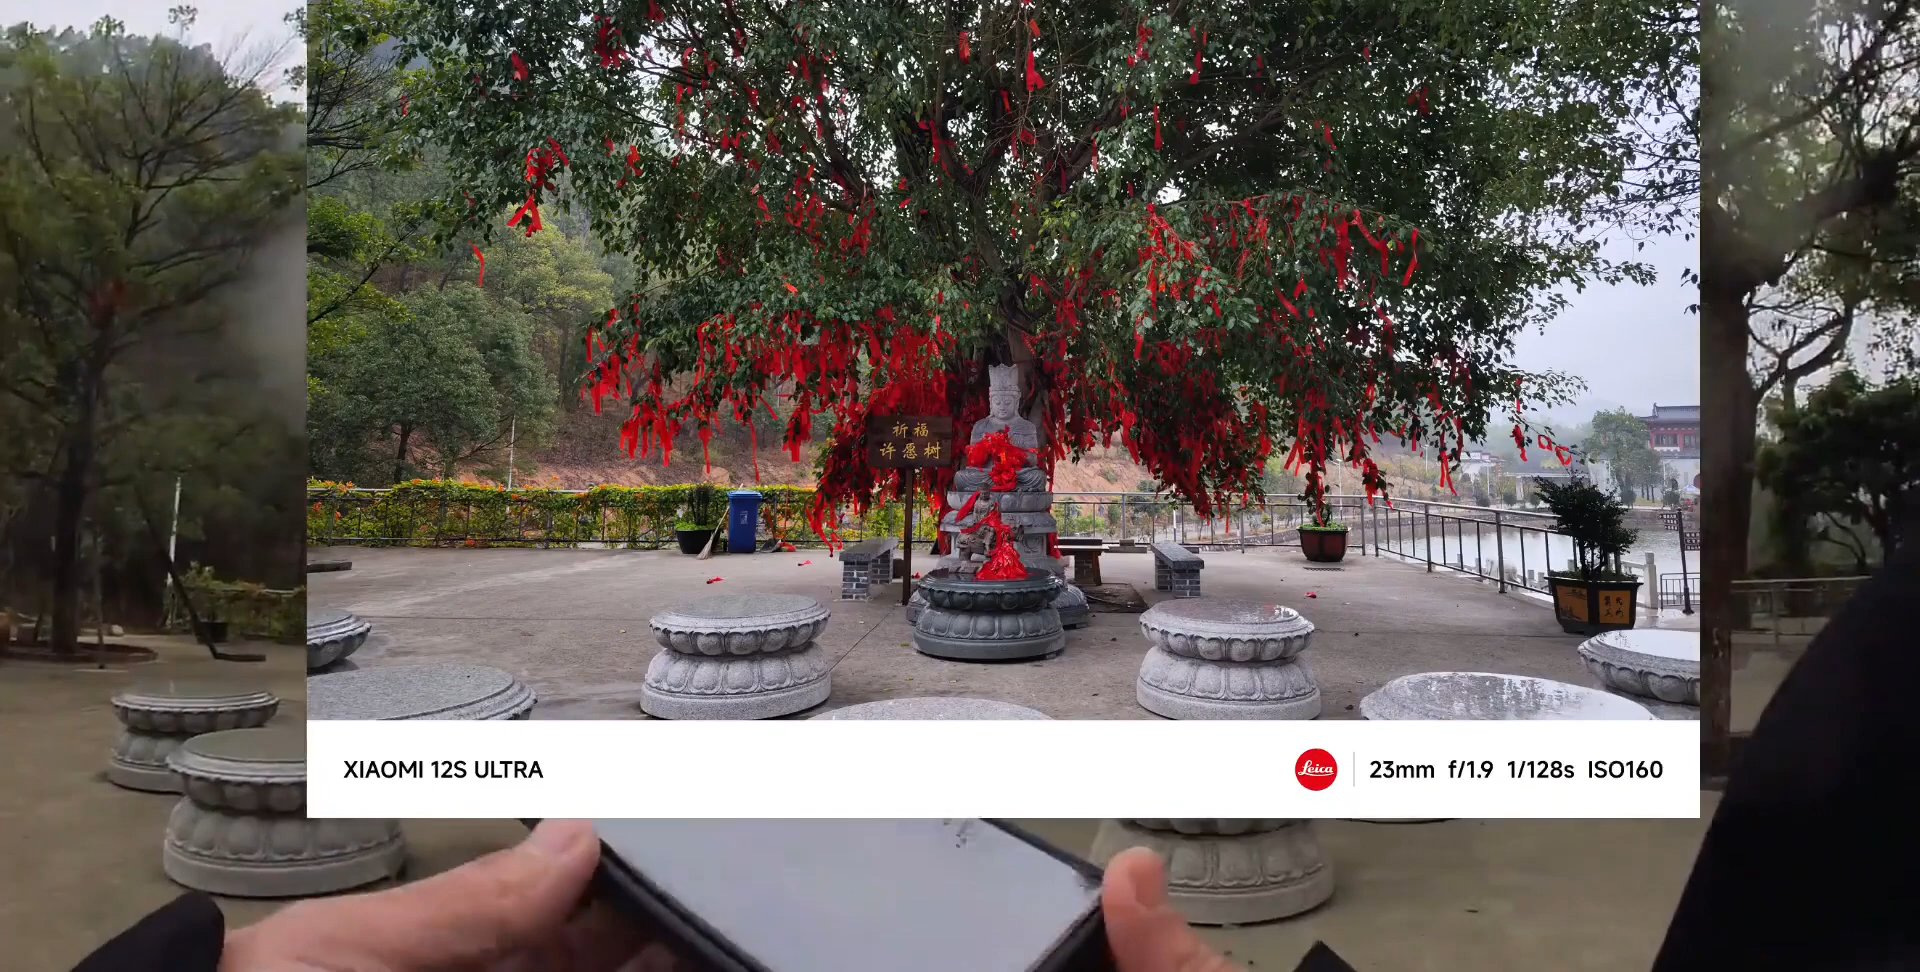 祈福
许愿树
XIAOMI 12S ULTRA
Leica
23mm f/1.9 1/128s ISO160